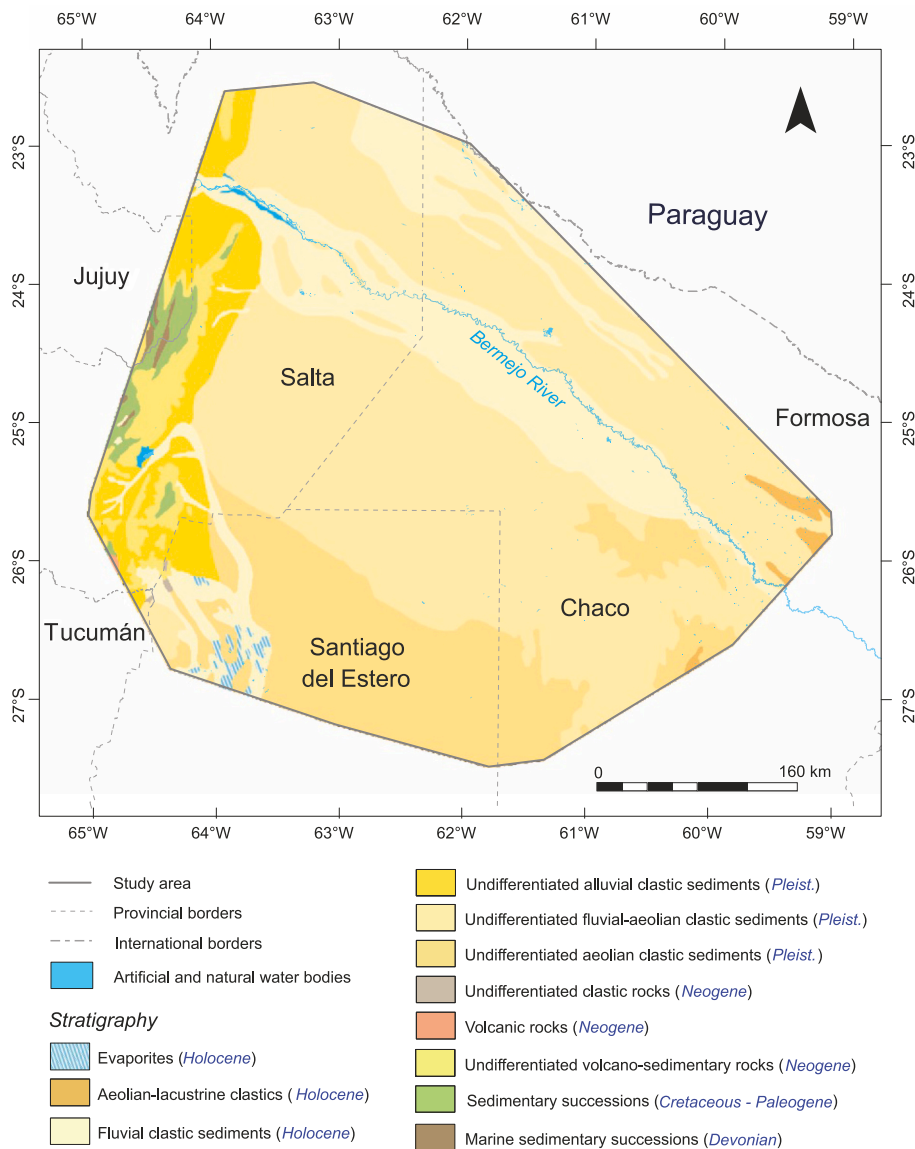 65°W 64°W 63°W 62°W 61°W 60°W 59°W
23°S 23°S
Paraguay
Jujuy
24°S 24°S
Bermejo River
Salta
Formosa
25°S 25°S
26°S 26°S
Chaco
Tucumán
Santiago
del Estero
27°S 27°S
0 160 km
65°W 64°W 63°W 62°W 61°W 60°W 59°W
Study area
Provincial borders
International borders
Artificial and natural water bodies
Stratigraphy
Evaporites (Holocene)
Aeolian-lacustrine clastics ( Holocene)
Fluvial clastic sediments (Holocene)
Undifferentiated alluvial clastic sediments (Pleist.)
Undifferentiated fluvial-aeolian clastic sediments (Pleist.)
Undifferentiated aeolian clastic sediments (Pleist.)
Undifferentiated clastic rocks (Neogene)
Volcanic rocks (Neogene)
Undifferentiated volcano-sedimentary rocks (Neogene)
Sedimentary successions (Cretaceous - Paleogene)
Marine sedimentary successions (Devonian)